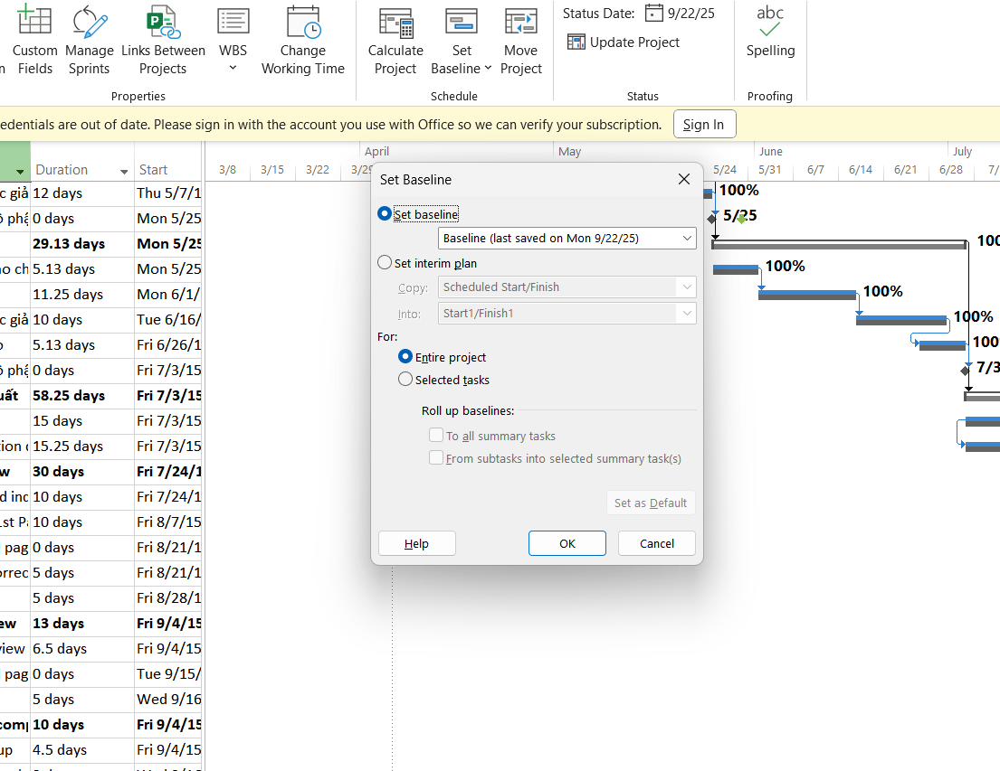 Custom Fields
Manage Sprints
Links Between Projects
WBS
Change Working Time
Properties
Calculate Project
Set Baseline
Move Project
Schedule
Status Date: 9/22/25
Update Project
Status
abc
Spelling
Proofing
edentials are out of date. Please sign in with the account you use with Office so we can verify your subscription.
Sign In
Duration
Start
April
May
June
July
3/8
3/15
3/22
3/29
5/24
5/31
6/7
6/14
6/21
6/28
7/
c giả 12 days Thu 5/7/1
ộ phậ 0 days Mon 5/25
29.13 days Mon 5/25
ho ch 5.13 days Mon 5/25
11.25 days Mon 6/1/
c giả 10 days Tue 6/16/
o 5.13 days Fri 6/26/1
ộ phậ 0 days Fri 7/3/15
uất 58.25 days Fri 7/3/15
15 days Fri 7/3/15
tion 15.25 days Fri 7/3/15
w 30 days Fri 7/24/1
d inc 10 days Fri 7/24/1
1st Pa 10 days Fri 8/7/15
l pag 0 days Fri 8/21/1
orrec 5 days Fri 8/21/1
5 days Fri 8/28/1
ew 13 days Fri 9/4/15
view 6.5 days Fri 9/4/15
l pag 0 days Tue 9/15/
5 days Wed 9/16
comp 10 days Fri 9/4/15
up 4.5 days Fri 9/4/15
Set Baseline
Set baseline
Baseline (last saved on Mon 9/22/25)
Set interim plan
Copy: Scheduled Start/Finish
Into: Start1/Finish1
For:
Entire project
Selected tasks
Roll up baselines:
To all summary tasks
From subtasks into selected summary task(s)
Set as Default
Help
OK
Cancel
100%
5/25
100
100%
100%
100%
100
7/3